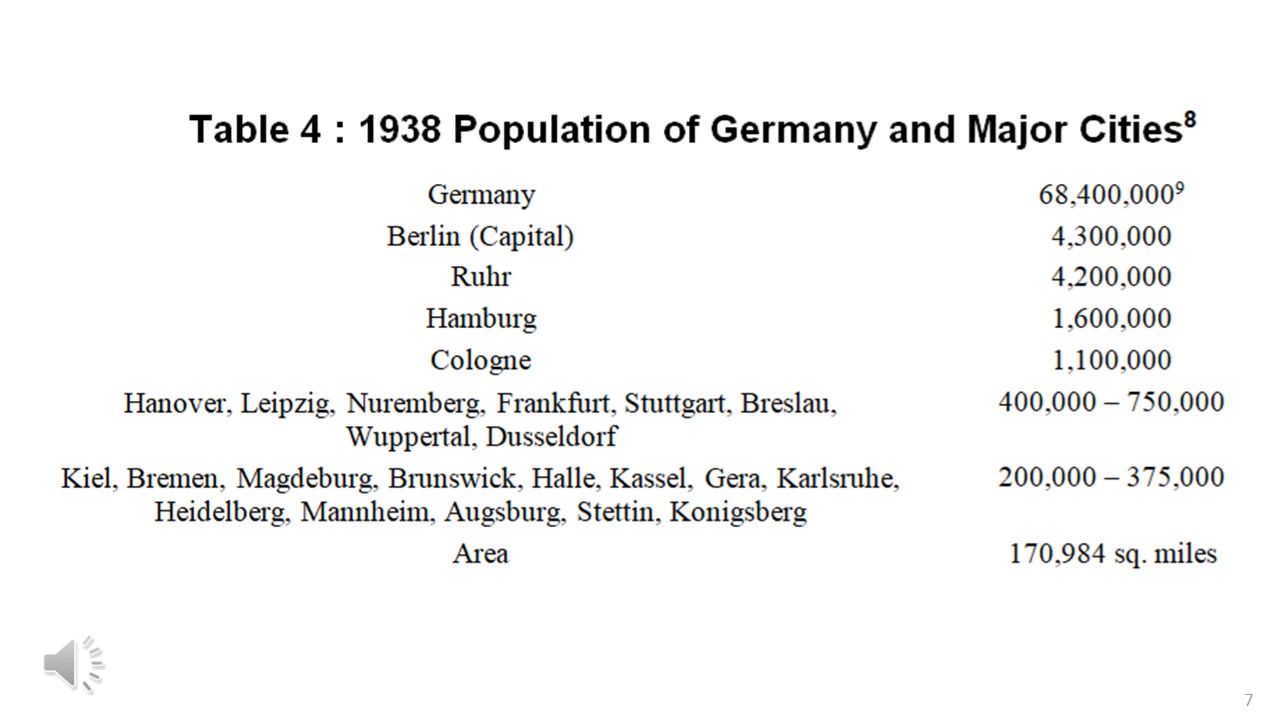 Table 4 : 1938 Population of Germany and Major Cities⁸
Germany 68,400,000⁹
Berlin (Capital) 4,300,000
Ruhr 4,200,000
Hamburg 1,600,000
Cologne 1,100,000
Hanover, Leipzig, Nuremberg, Frankfurt, Stuttgart, Breslau, 400,000 – 750,000
Wuppertal, Dusseldorf
Kiel, Bremen, Magdeburg, Brunswick, Halle, Kassel, Gera, Karlsruhe, 200,000 – 375,000
Heidelberg, Mannheim, Augsburg, Stettin, Konigsberg
Area 170,984 sq. miles
7